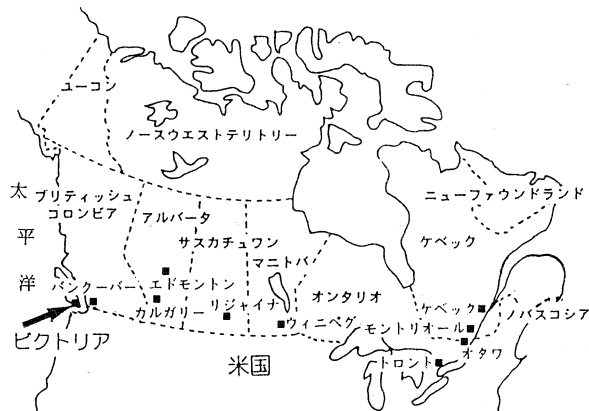 ユーコン
ノースウエストテリトリー
太平洋
ブリティッシュ
コロンビア
アルバータ
サスカチュワン
マニトバ
ニューファウンドランド
ケベック
バンクーバー
エドモントン
カルガリー
リジャイナ
ウィニペグ
オンタリオ
ケベック
モントリオール
ノバスコシア
オタワ
トロント
ビクトリア
米国